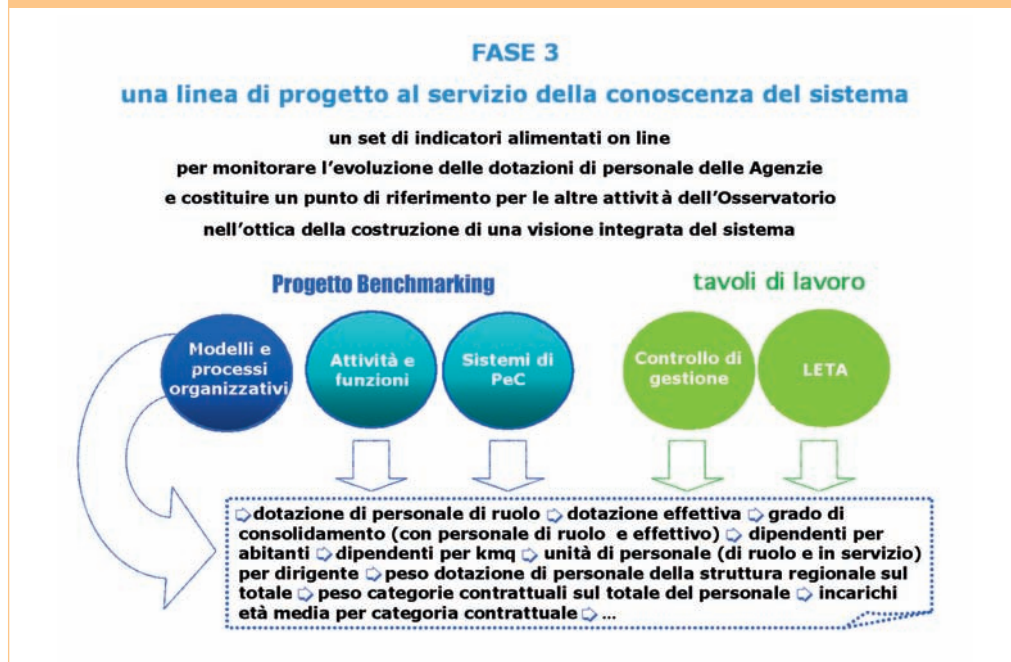 FASE 3
una linea di progetto al servizio della conoscenza del sistema
un set di indicatori alimentati on line
per monitorare l'evoluzione delle dotazioni di personale delle Agenzie
e costituire un punto di riferimento per le altre attività dell'Osservatorio
nell'ottica della costruzione di una visione integrata del sistema
Progetto Benchmarking
tavoli di lavoro
Modelli e
processi
organizzativi
Attività e
funzioni
Sistemi di
PeC
Controllo di
gestione
LETA
⇨dotazione di personale di ruolo ⇨ dotazione effettiva ⇨ grado di
consolidamento (con personale di ruolo e effettivo) ⇨ dipendenti per
abitanti ⇨ dipendenti per kmq ⇨ unità di personale (di ruolo e in servizio)
per dirigente ⇨ peso dotazione di personale della struttura regionale sul
totale ⇨ peso categorie contrattuali sul totale del personale ⇨ incarichi
età media per categoria contrattuale ⇨ ...